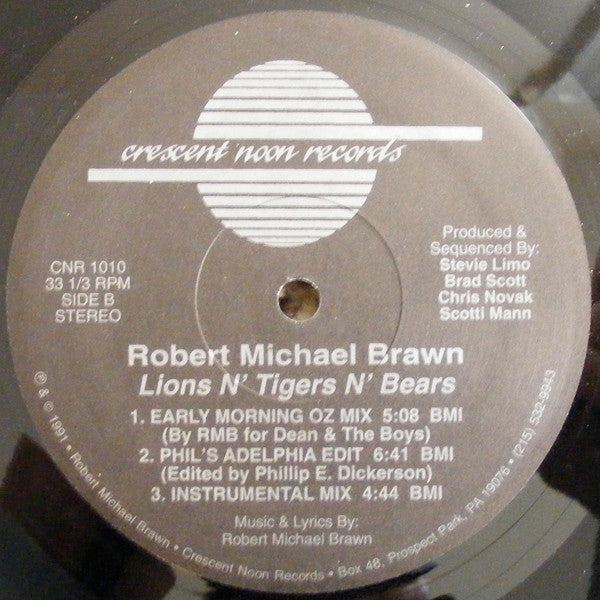 crescent noon records
CNR 1010
33 1/3 RPM
SIDE B
STEREO
Produced &
Sequenced By:
Stevie Limo
Brad Scott
Chris Novak
Scotti Mann
Robert Michael Brawn
Lions N' Tigers N' Bears
1. EARLY MORNING OZ MIX 5:08 BMI
(By RMB for Dean & The Boys)
2. PHIL'S ADELPHIA EDIT 6:41 BMI
(Edited by Phillip E. Dickerson)
3. INSTRUMENTAL MIX 4:44 BMI
Music & Lyrics By:
Robert Michael Brawn
℗ & © 1991 • Robert Michael Brawn • Crescent Noon Records • Box 48, Prospect Park, PA 19076 • (215) 532-9943